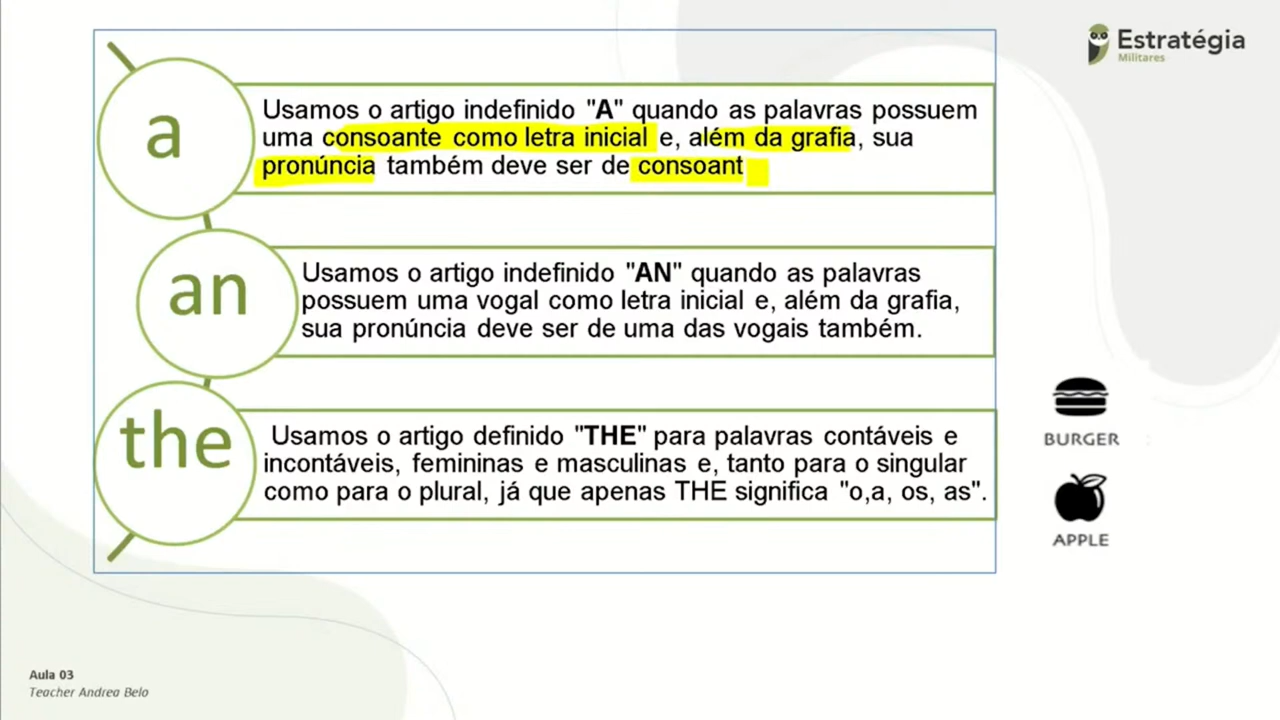 Estratégia
Militares
a
Usamos o artigo indefinido "A" quando as palavras possuem
uma consoante como letra inicial e, além da grafia, sua
pronúncia também deve ser de consoant
an
Usamos o artigo indefinido "AN" quando as palavras
possuem uma vogal como letra inicial e, além da grafia,
sua pronúncia deve ser de uma das vogais também.
the
Usamos o artigo definido "THE" para palavras contáveis e
incontáveis, femininas e masculinas e, tanto para o singular
como para o plural, já que apenas THE significa "o,a, os, as".
BURGER
APPLE
Aula 03
Teacher Andrea Belo